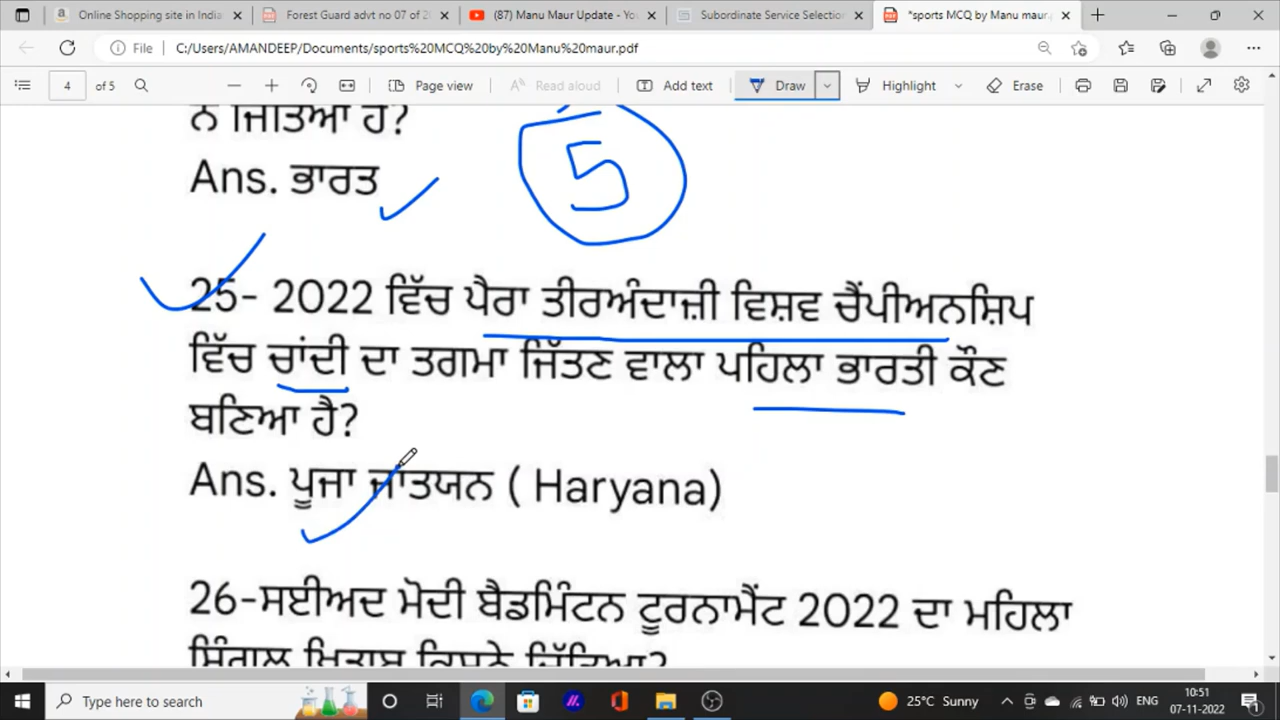 Online Shopping site in India
Forest Guard advt no 07 of 2
(87) Manu Maur Update - Yo
Subordinate Service Selection
*sports MCQ by Manu maur.p
File
C:/Users/AMANDEEP/Documents/sports%20MCQ%20by%20Manu%20maur.pdf
4 of 5
Page view
Read aloud
Add text
Draw
Highlight
Erase
ਨੇ ਜਿੱਤਿਆ ਹੈ?
Ans. ਭਾਰਤ
5
25- 2022 ਵਿੱਚ ਪੈਰਾ ਤੀਰਅੰਦਾਜ਼ੀ ਵਿਸ਼ਵ ਚੈਂਪੀਅਨਸ਼ਿਪ
ਵਿੱਚ ਚਾਂਦੀ ਦਾ ਤਗਮਾ ਜਿੱਤਣ ਵਾਲਾ ਪਹਿਲਾ ਭਾਰਤੀ ਕੌਣ
ਬਣਿਆ ਹੈ?
Ans. ਪੂਜਾ ਜਾਂਤਯਨ ( Haryana)
26-ਸਈਅਦ ਮੋਦੀ ਬੈਡਮਿੰਟਨ ਟੂਰਨਾਮੈਂਟ 2022 ਦਾ ਮਹਿਲਾ
ਸਿੰਗਲ ਖਿਤਾਬ ਕਿਸਨੇ ਜਿੱਤਿਆ?
Type here to search
25°C Sunny
ENG
10:51
07-11-2022
1